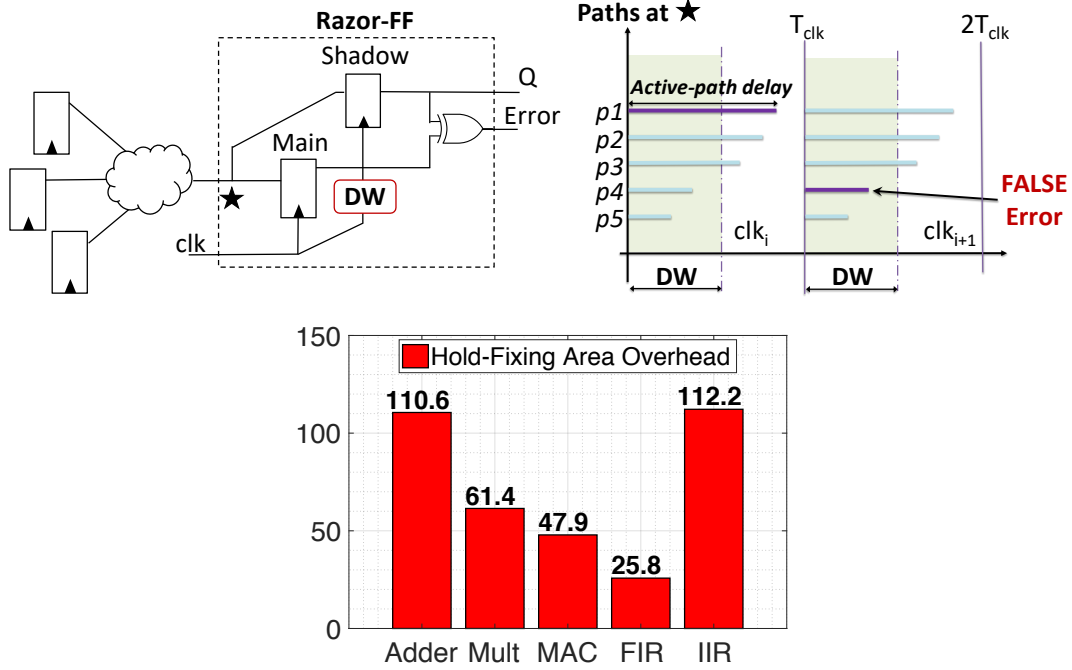 Razor-FF
Shadow
Main
DW
Q
Error
clk
Paths at ★
T_clk
2T_clk
Active-path delay
p1
p2
p3
p4
p5
FALSE
Error
clk_i
clk_{i+1}
DW
DW
Hold-Fixing Area Overhead
150
100
50
0
110.6
61.4
47.9
25.8
112.2
Adder Mult MAC FIR IIR